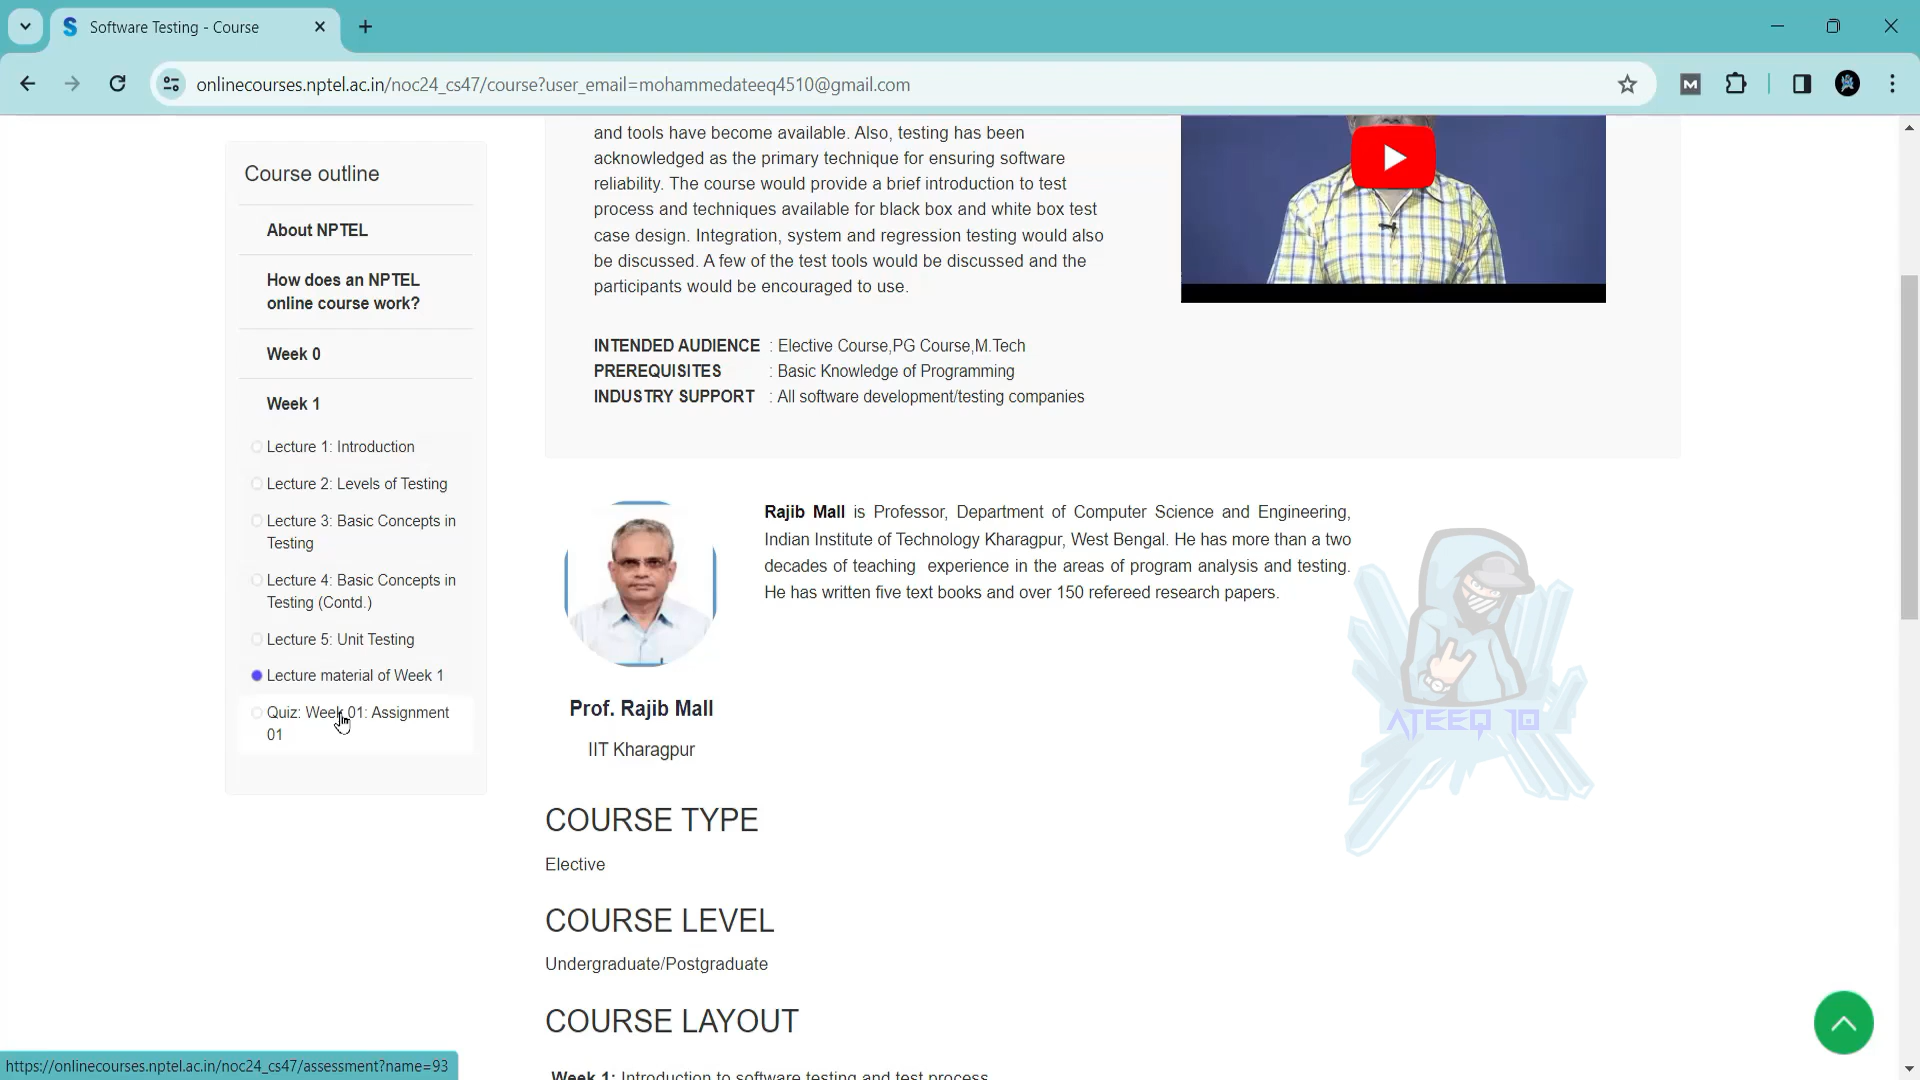 Software Testing - Course
onlinecourses.nptel.ac.in/noc24_cs47/course?user_email=mohammedateeq4510@gmail.com
Course outline
About NPTEL
How does an NPTEL
online course work?
Week 0
Week 1
Lecture 1: Introduction
Lecture 2: Levels of Testing
Lecture 3: Basic Concepts in
Testing
Lecture 4: Basic Concepts in
Testing (Contd.)
Lecture 5: Unit Testing
Lecture material of Week 1
Quiz: Week 01: Assignment
01
and tools have become available. Also, testing has been
acknowledged as the primary technique for ensuring software
reliability. The course would provide a brief introduction to test
process and techniques available for black box and white box test
case design. Integration, system and regression testing would also
be discussed. A few of the test tools would be discussed and the
participants would be encouraged to use.
INTENDED AUDIENCE : Elective Course,PG Course,M.Tech
PREREQUISITES : Basic Knowledge of Programming
INDUSTRY SUPPORT : All software development/testing companies
Rajib Mall is Professor, Department of Computer Science and Engineering,
Indian Institute of Technology Kharagpur, West Bengal. He has more than a two
decades of teaching experience in the areas of program analysis and testing.
He has written five text books and over 150 refereed research papers.
Prof. Rajib Mall
IIT Kharagpur
ATEEQ 10
COURSE TYPE
Elective
COURSE LEVEL
Undergraduate/Postgraduate
COURSE LAYOUT
Week 1: Introduction to software testing and test process
https://onlinecourses.nptel.ac.in/noc24_cs47/assessment?name=93